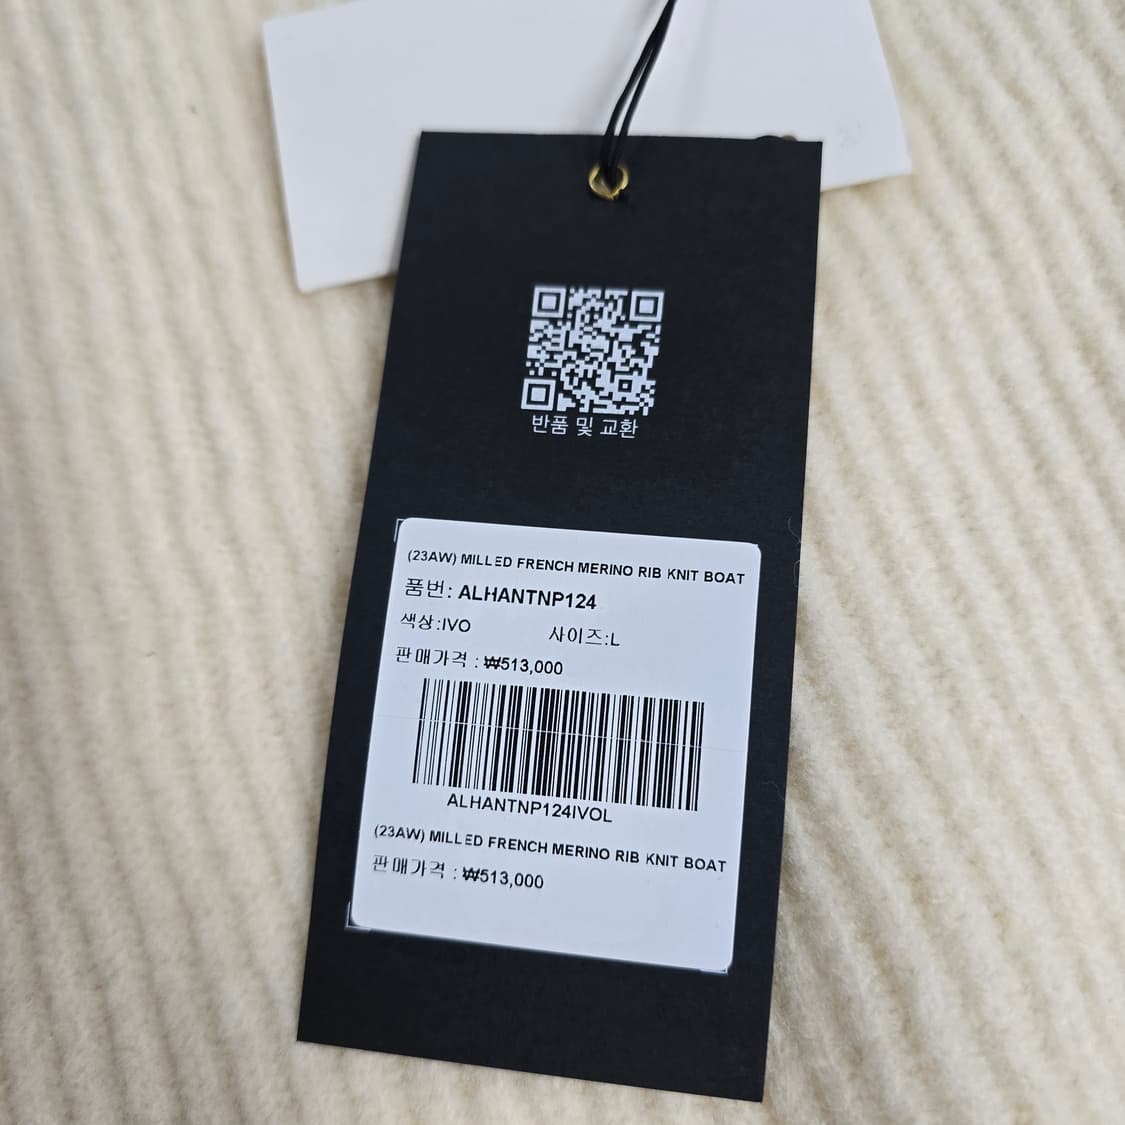 반품 및 교환
(23AW) MILLED FRENCH MERINO RIB KNIT BOAT
품번: ALHANTNP124
색상:IVO 사이즈:L
판매가격 : ₩513,000
ALHANTNP124IVOL
(23AW) MILLED FRENCH MERINO RIB KNIT BOAT
판매가격 : ₩513,000